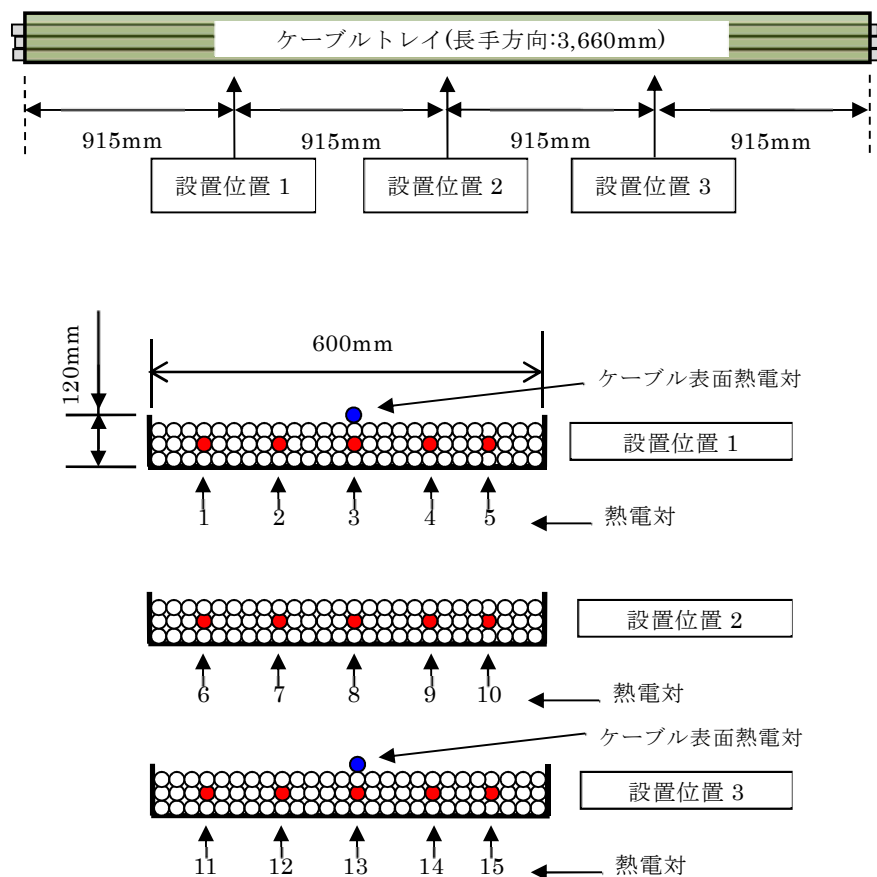 ケーブルトレイ(長手方向:3,660mm)
915mm 915mm 915mm 915mm
設置位置 1 設置位置 2 設置位置 3
600mm
120mm
ケーブル表面熱電対
設置位置 1
1 2 3 4 5
熱電対
設置位置 2
6 7 8 9 10
熱電対
ケーブル表面熱電対
設置位置 3
11 12 13 14 15
熱電対